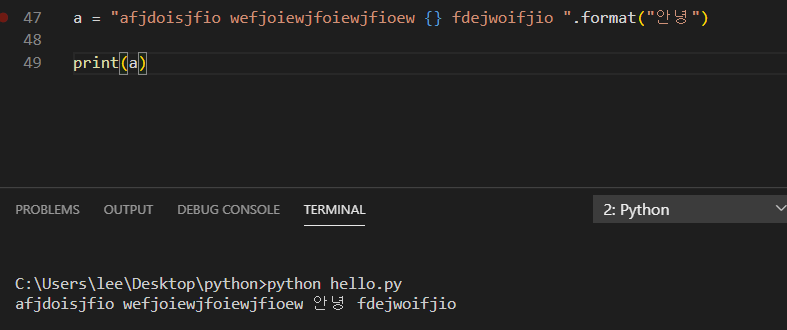 47 a = "afjdoisjfio wefjoiewjfoiewjfioew {} fdejwoifjio ".format("안녕")
48
49 print(a)
PROBLEMS OUTPUT DEBUG CONSOLE TERMINAL 2: Python
C:\Users\lee\Desktop\python>python hello.py
afjdoisjfio wefjoiewjfoiewjfioew 안녕 fdejwoifjio